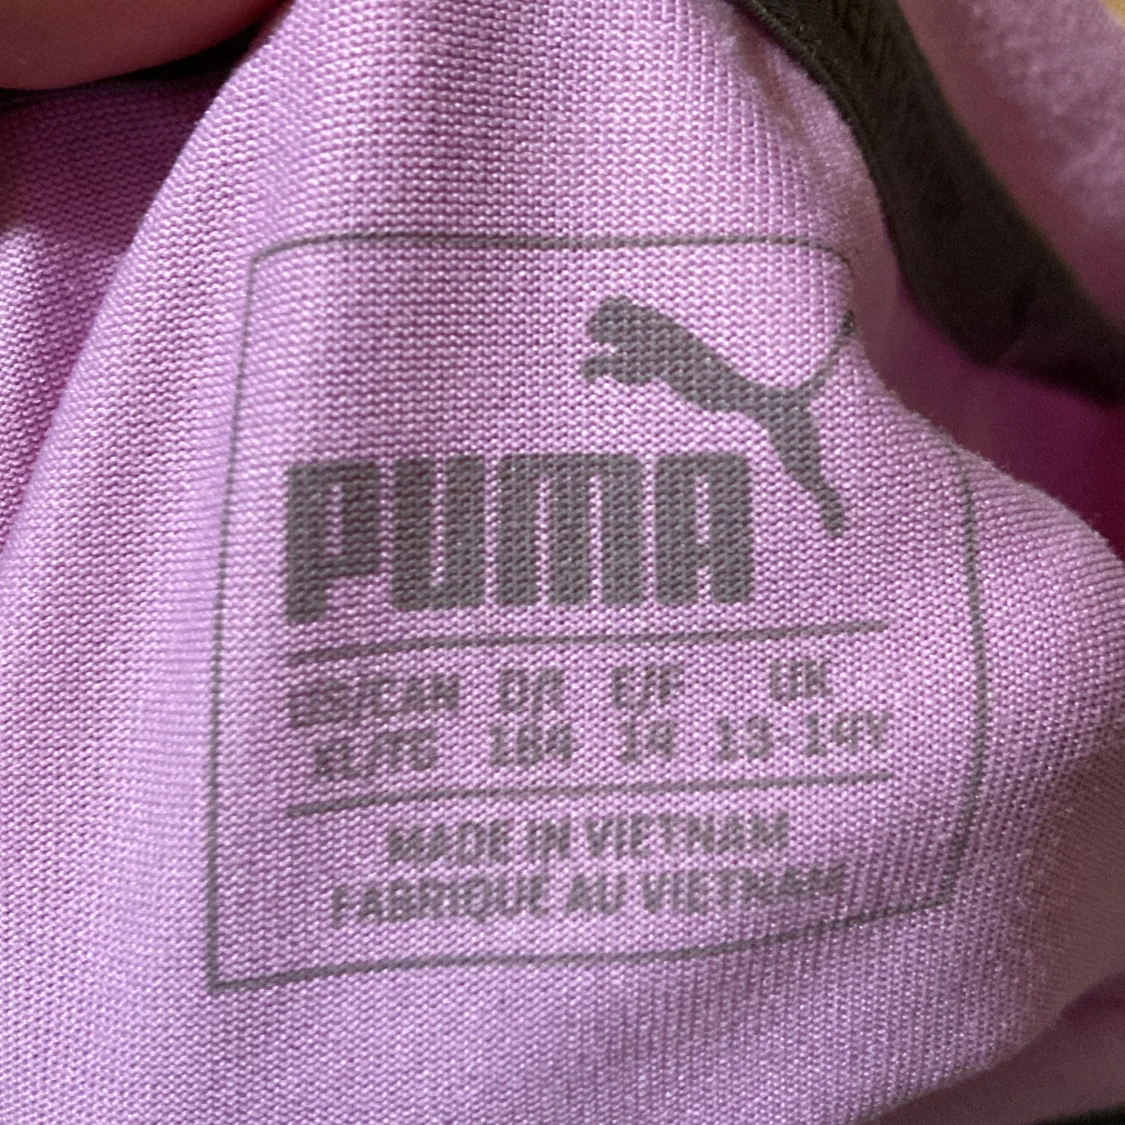 PUMA
US/CAN D/R E/F UK
XL/TG 164 14 13-14Y
MADE IN VIETNAM
FABRIQUE AU VIETNAM